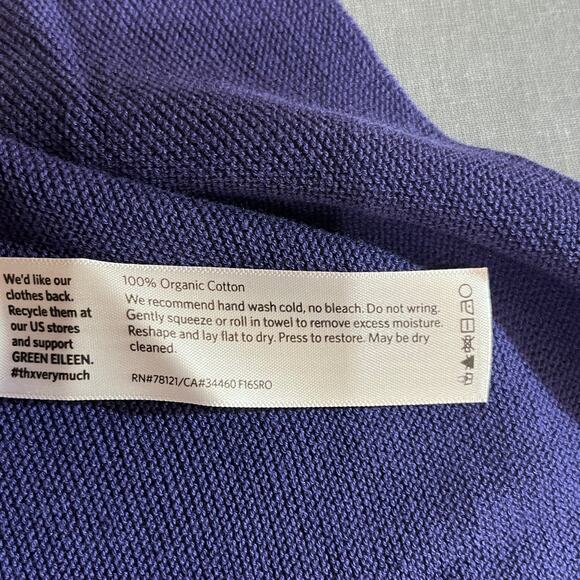 We'd like our
clothes back.
Recycle them at
our US stores
and support
GREEN EILEEN.
#thxverymuch
100% Organic Cotton
We recommend hand wash cold, no bleach. Do not wring.
Gently squeeze or roll in towel to remove excess moisture.
Reshape and lay flat to dry. Press to restore. May be dry
cleaned.
RN#78121/CA#34460 F16SRO